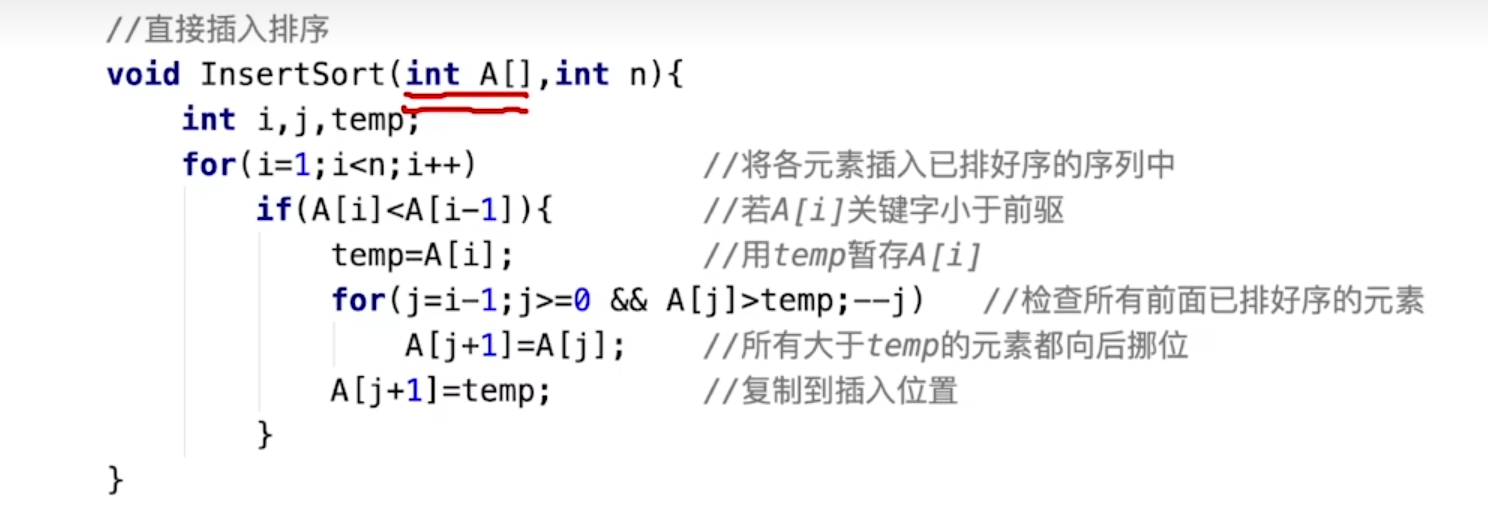 //直接插入排序
void InsertSort(int A[],int n){
    int i,j,temp;
    for(i=1;i<n;i++)            //将各元素插入已排好序的序列中
        if(A[i]<A[i-1]){        //若A[i]关键字小于前驱
            temp=A[i];          //用temp暂存A[i]
            for(j=i-1;j>=0 && A[j]>temp;--j)   //检查所有前面已排好序的元素
                A[j+1]=A[j];    //所有大于temp的元素都向后挪位
            A[j+1]=temp;        //复制到插入位置
        }
}